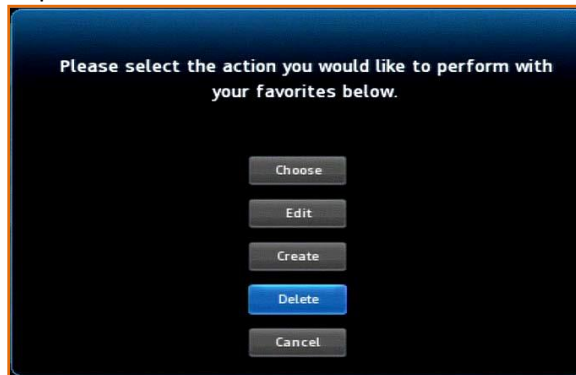 Please select the action you would like to perform with
your favorites below.
Choose
Edit
Create
Delete
Cancel